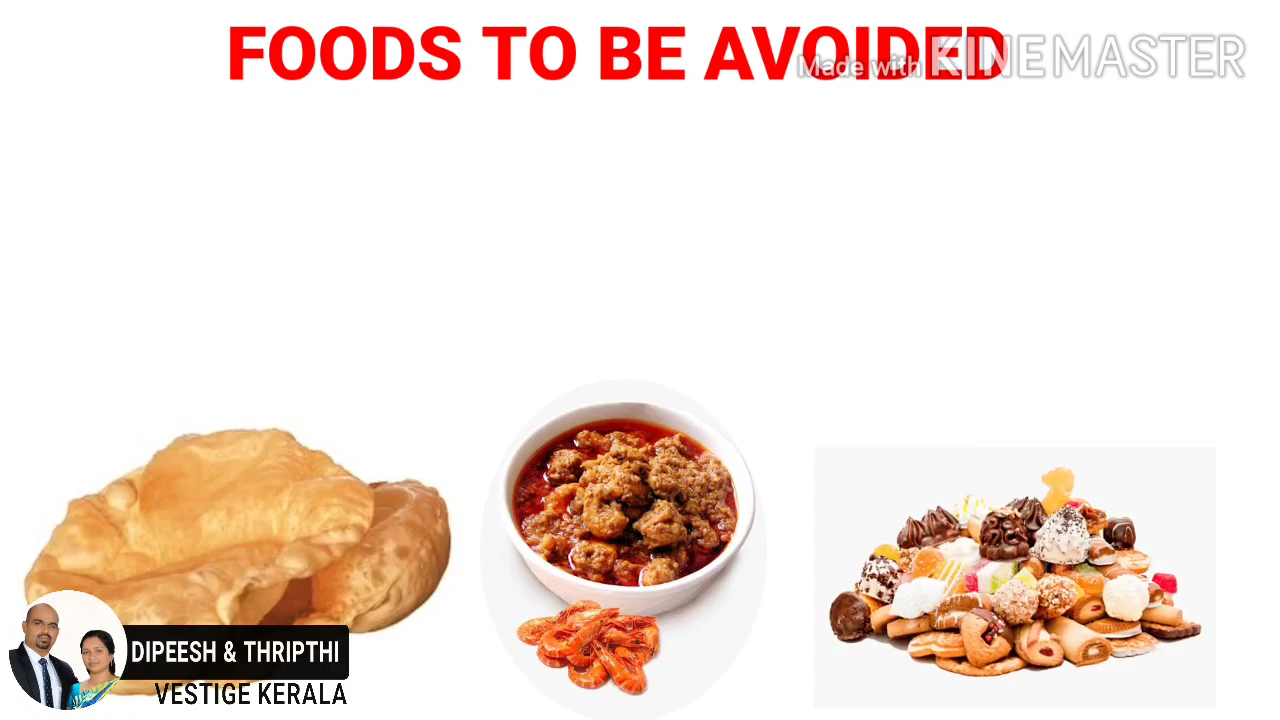 FOODS TO BE AVOIDED
Made with KINEMASTER
DIPEESH & THRIPTHI
VESTIGE KERALA